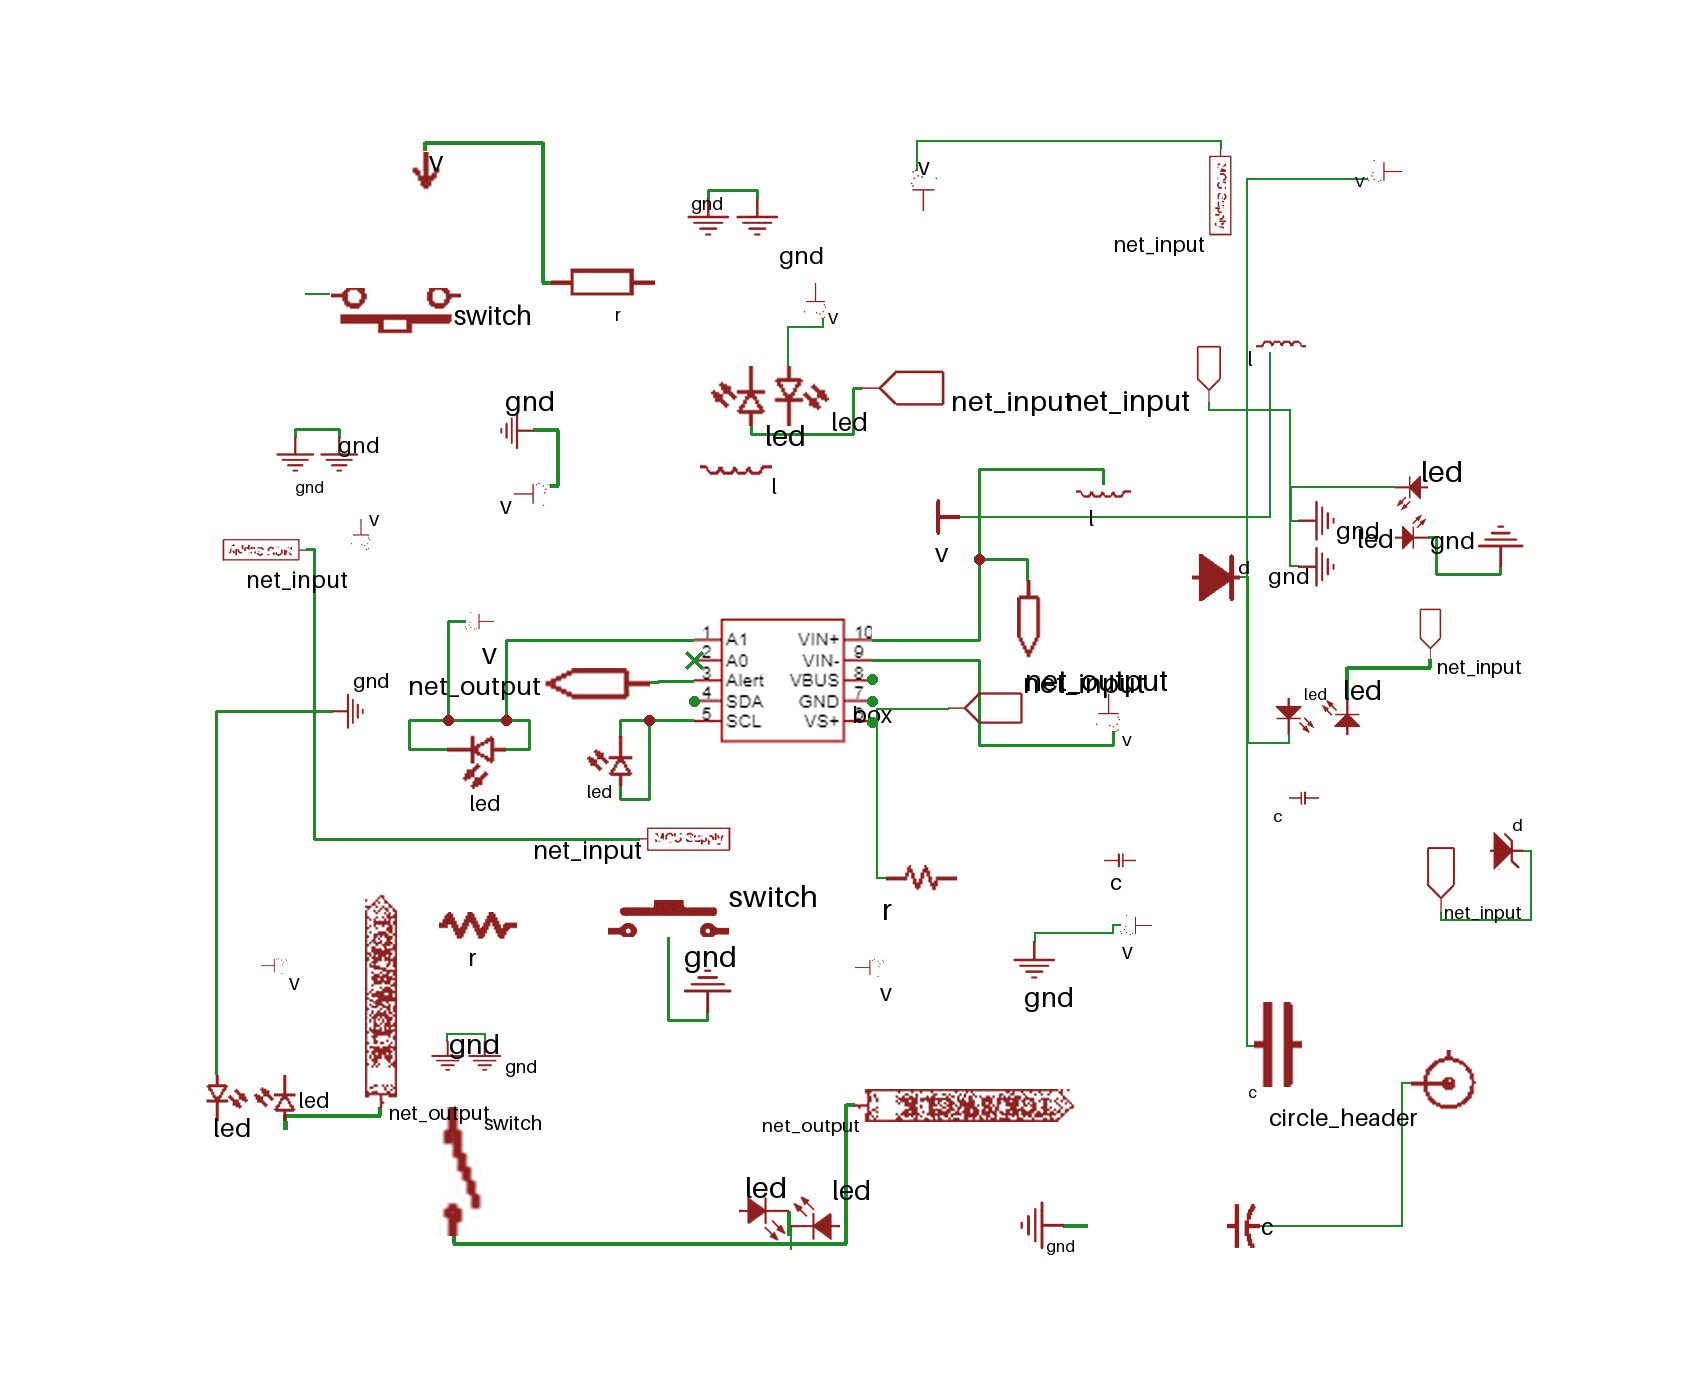 v
v
v
net_input
gnd
gnd
switch
r
v
l
gnd
net_input
net_input
led
led
gnd
gnd
v
l
l
v
led
gnd
led
gnd
v
gnd
d
net_input
v
net_input
gnd
net_output
led
led
net_output
1
2
3
4
5
A1
A0
Alert
SDA
SCL
VIN+
VIN-
VBUS
GND
VS+
10
9
8
7
box
v
led
led
c
d
net_input
MCU Supply
c
switch
r
r
net_input
gnd
v
v
v
gnd
gnd
gnd
led
led
net_output
switch
net_output
c
circle_header
led
led
gnd
c